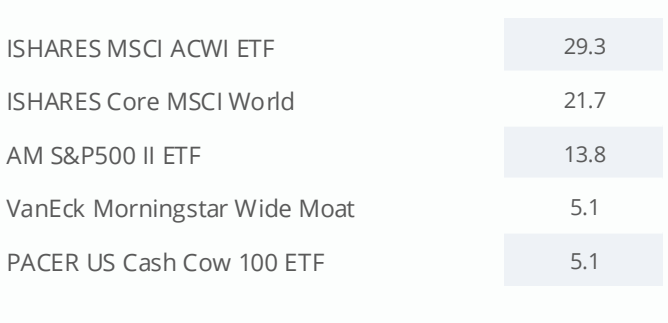 ISHARES MSCI ACWI ETF 29.3
ISHARES Core MSCI World 21.7
AM S&P500 II ETF 13.8
VanEck Morningstar Wide Moat 5.1
PACER US Cash Cow 100 ETF 5.1